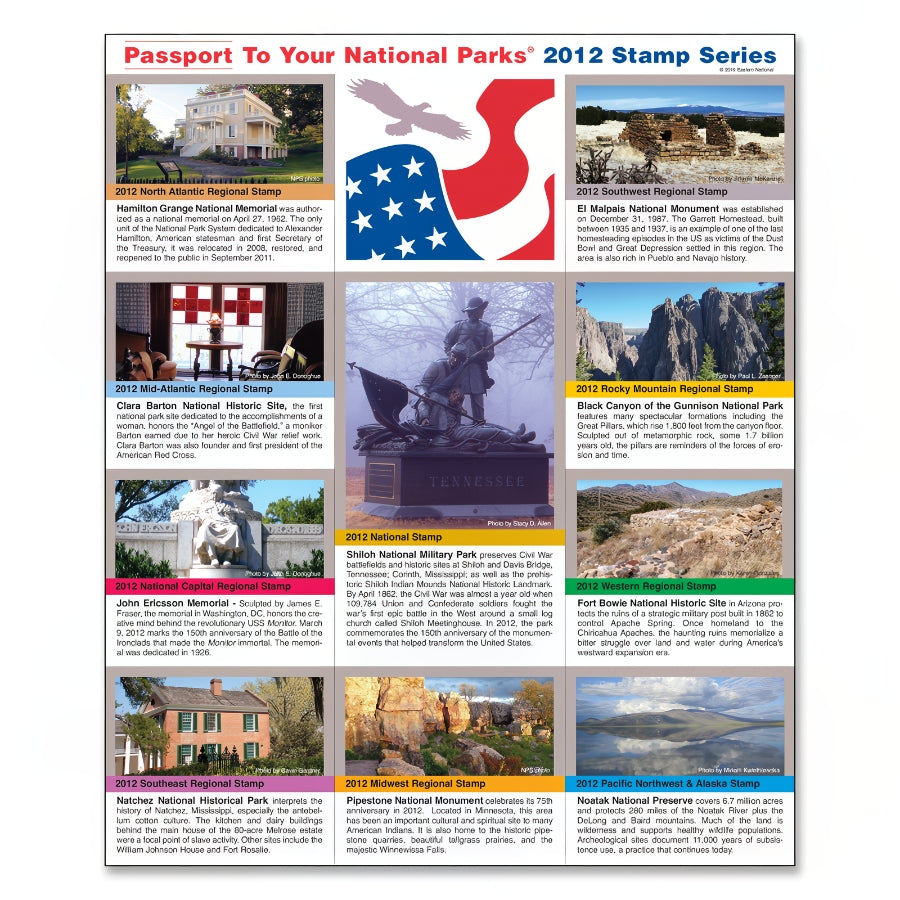 Passport To Your National Parks® 2012 Stamp Series
© 2019 Eastern National
NPS photo
2012 North Atlantic Regional Stamp
Hamilton Grange National Memorial was author-
ized as a national memorial on April 27, 1962. The only
unit of the National Park System dedicated to Alexander
Hamilton, American statesman and first Secretary of
the Treasury, it was relocated in 2008, restored, and
reopened to the public in September 2011.
Photo by
2012 Southwest Regional Stamp
El Malpais National Monument was established
on December 31, 1987. The Garrett Homestead, built
between 1935 and 1937, is an example of one of the last
homesteading episodes in the US as victims of the Dust
Bowl and Great Depression settled in this region. The
area is also rich in Pueblo and Navajo history.
Photo by John E. Donoghue
2012 Mid-Atlantic Regional Stamp
Clara Barton National Historic Site, the first
national park site dedicated to the accomplishments of a
woman, honors the “Angel of the Battlefield,” a moniker
Barton earned due to her heroic Civil War relief work.
Clara Barton was also founder and first president of the
American Red Cross.
TENNESSEE
Photo by Stacy D. Allen
2012 National Stamp
Shiloh National Military Park preserves Civil War
battlefields and historic sites at Shiloh and Davis Bridge,
Tennessee; Corinth, Mississippi; as well as the prehis-
toric Shiloh Indian Mounds National Historic Landmark.
By April 1862, the Civil War was almost a year old when
109,784 Union and Confederate soldiers fought the
war's first epic battle in the West around a small log
church called Shiloh Meetinghouse. In 2012, the park
commemorates the 150th anniversary of the monumen-
tal events that helped transform the United States.
Photo by Paul L.
2012 Rocky Mountain Regional Stamp
Black Canyon of the Gunnison National Park
features many spectacular formations including the
Great Pillars, which rise 1,800 feet from the canyon floor.
Sculpted out of metamorphic rock, some 1.7 billion
years old, the pillars are reminders of the forces of ero-
sion and time.
JOHN ERICSSON
Photo by John E. Donoghue
2012 National Capital Regional Stamp
John Ericsson Memorial - Sculpted by James E.
Fraser, the memorial in Washington, DC, honors the cre-
ative mind behind the revolutionary USS Monitor. March
9, 2012 marks the 150th anniversary of the Battle of the
Ironclads that made the Monitor immortal. The memori-
al was dedicated in 1926.
Photo by
2012 Western Regional Stamp
Fort Bowie National Historic Site in Arizona pro-
tects the ruins of a strategic military post built in 1862 to
control Apache Spring. Once homeland to the
Chiricahua Apaches, the haunting ruins memorialize a
bitter struggle over land and water during America's
westward expansion era.
Photo by
2012 Southeast Regional Stamp
Natchez National Historical Park interprets the
history of Natchez, Mississippi, especially the antebel-
lum cotton culture. The kitchen and dairy buildings
behind the main house of the 80-acre Melrose estate
were a focal point of slave activity. Other sites include the
William Johnson House and Fort Rosalie.
NPS photo
2012 Midwest Regional Stamp
Pipestone National Monument celebrates its 75th
anniversary in 2012. Located in Minnesota, this area
has been an important cultural and spiritual site to many
American Indians. It is also home to the historic pipe-
stone quarries, beautiful tallgrass prairies, and the
majestic Winnewissa Falls.
Photo by
2012 Pacific Northwest & Alaska Stamp
Noatak National Preserve covers 6.7 million acres
and protects 280 miles of the Noatak River plus the
DeLong and Baird mountains. Much of the land is
wilderness and supports healthy wildlife populations.
Archeological sites document 11,000 years of subsis-
tence use, a practice that continues today.